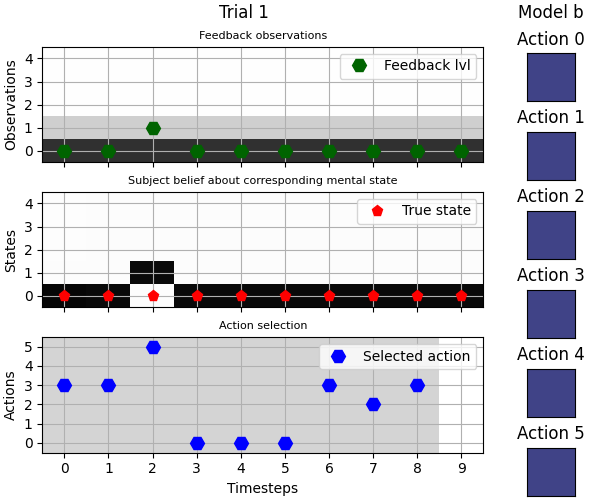 Trial 1
Model b
Feedback observations
Observations
4
3
2
1
0
Feedback lvl
Subject belief about corresponding mental state
States
4
3
2
1
0
True state
Action selection
Actions
5
4
3
2
1
0
Selected action
0 1 2 3 4 5 6 7 8 9
Timesteps
Action 0
Action 1
Action 2
Action 3
Action 4
Action 5